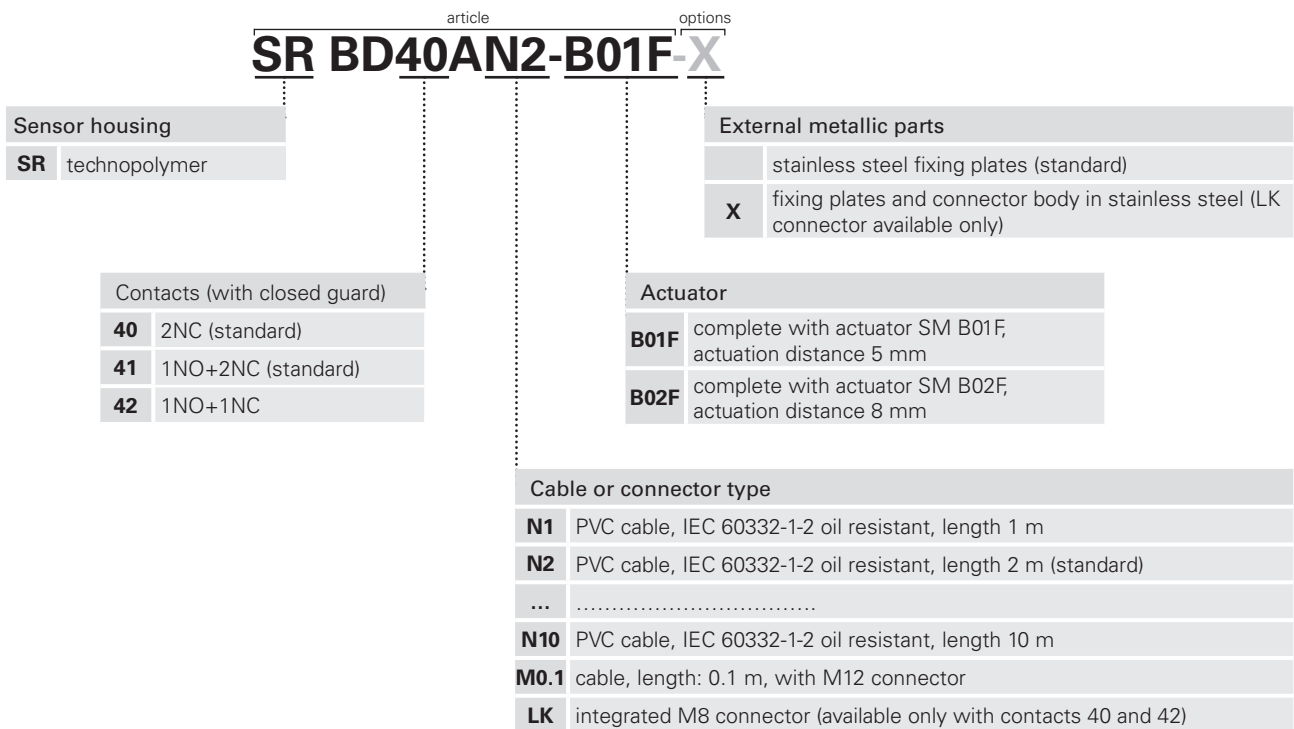 article options
SR BD40AN2-B01F-X
Sensor housing
SR technopolymer
External metallic parts
stainless steel fixing plates (standard)
X fixing plates and connector body in stainless steel (LK
connector available only)
Contacts (with closed guard)
40 2NC (standard)
41 1NO+2NC (standard)
42 1NO+1NC
Actuator
B01F complete with actuator SM B01F,
actuation distance 5 mm
B02F complete with actuator SM B02F,
actuation distance 8 mm
Cable or connector type
N1 PVC cable, IEC 60332-1-2 oil resistant, length 1 m
N2 PVC cable, IEC 60332-1-2 oil resistant, length 2 m (standard)
... ..................................
N10 PVC cable, IEC 60332-1-2 oil resistant, length 10 m
M0.1 cable, length: 0.1 m, with M12 connector
LK integrated M8 connector (available only with contacts 40 and 42)